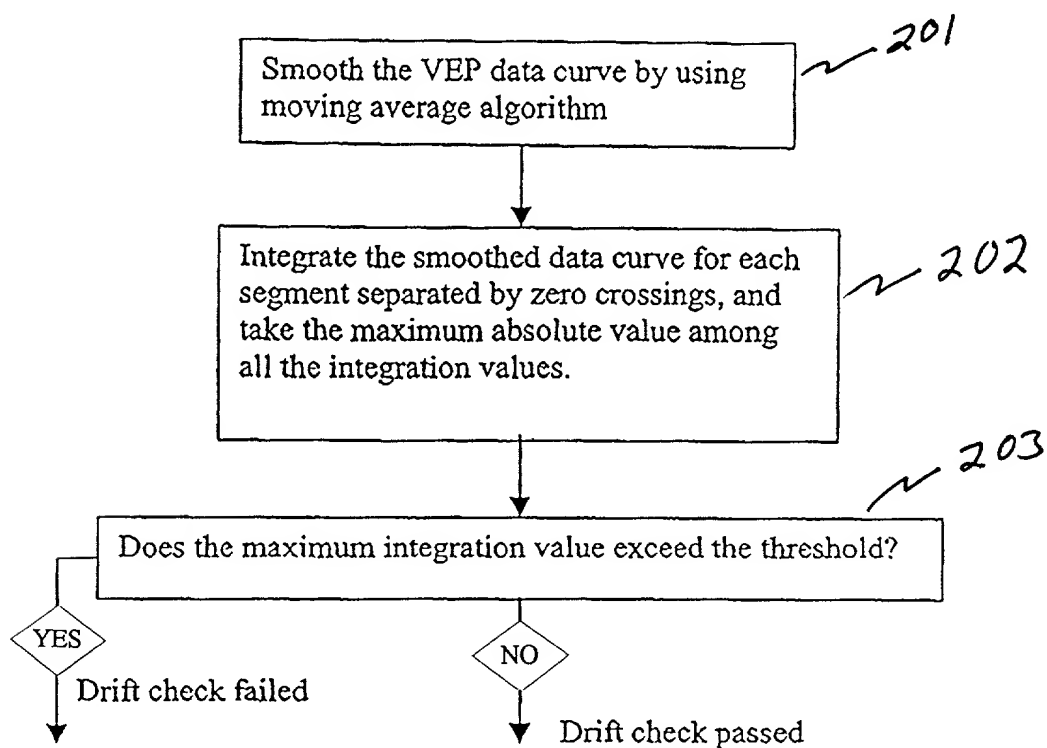 201
Smooth the VEP data curve by using
moving average algorithm
202
Integrate the smoothed data curve for each
segment separated by zero crossings, and
take the maximum absolute value among
all the integration values.
203
Does the maximum integration value exceed the threshold?
YES
NO
Drift check failed
Drift check passed